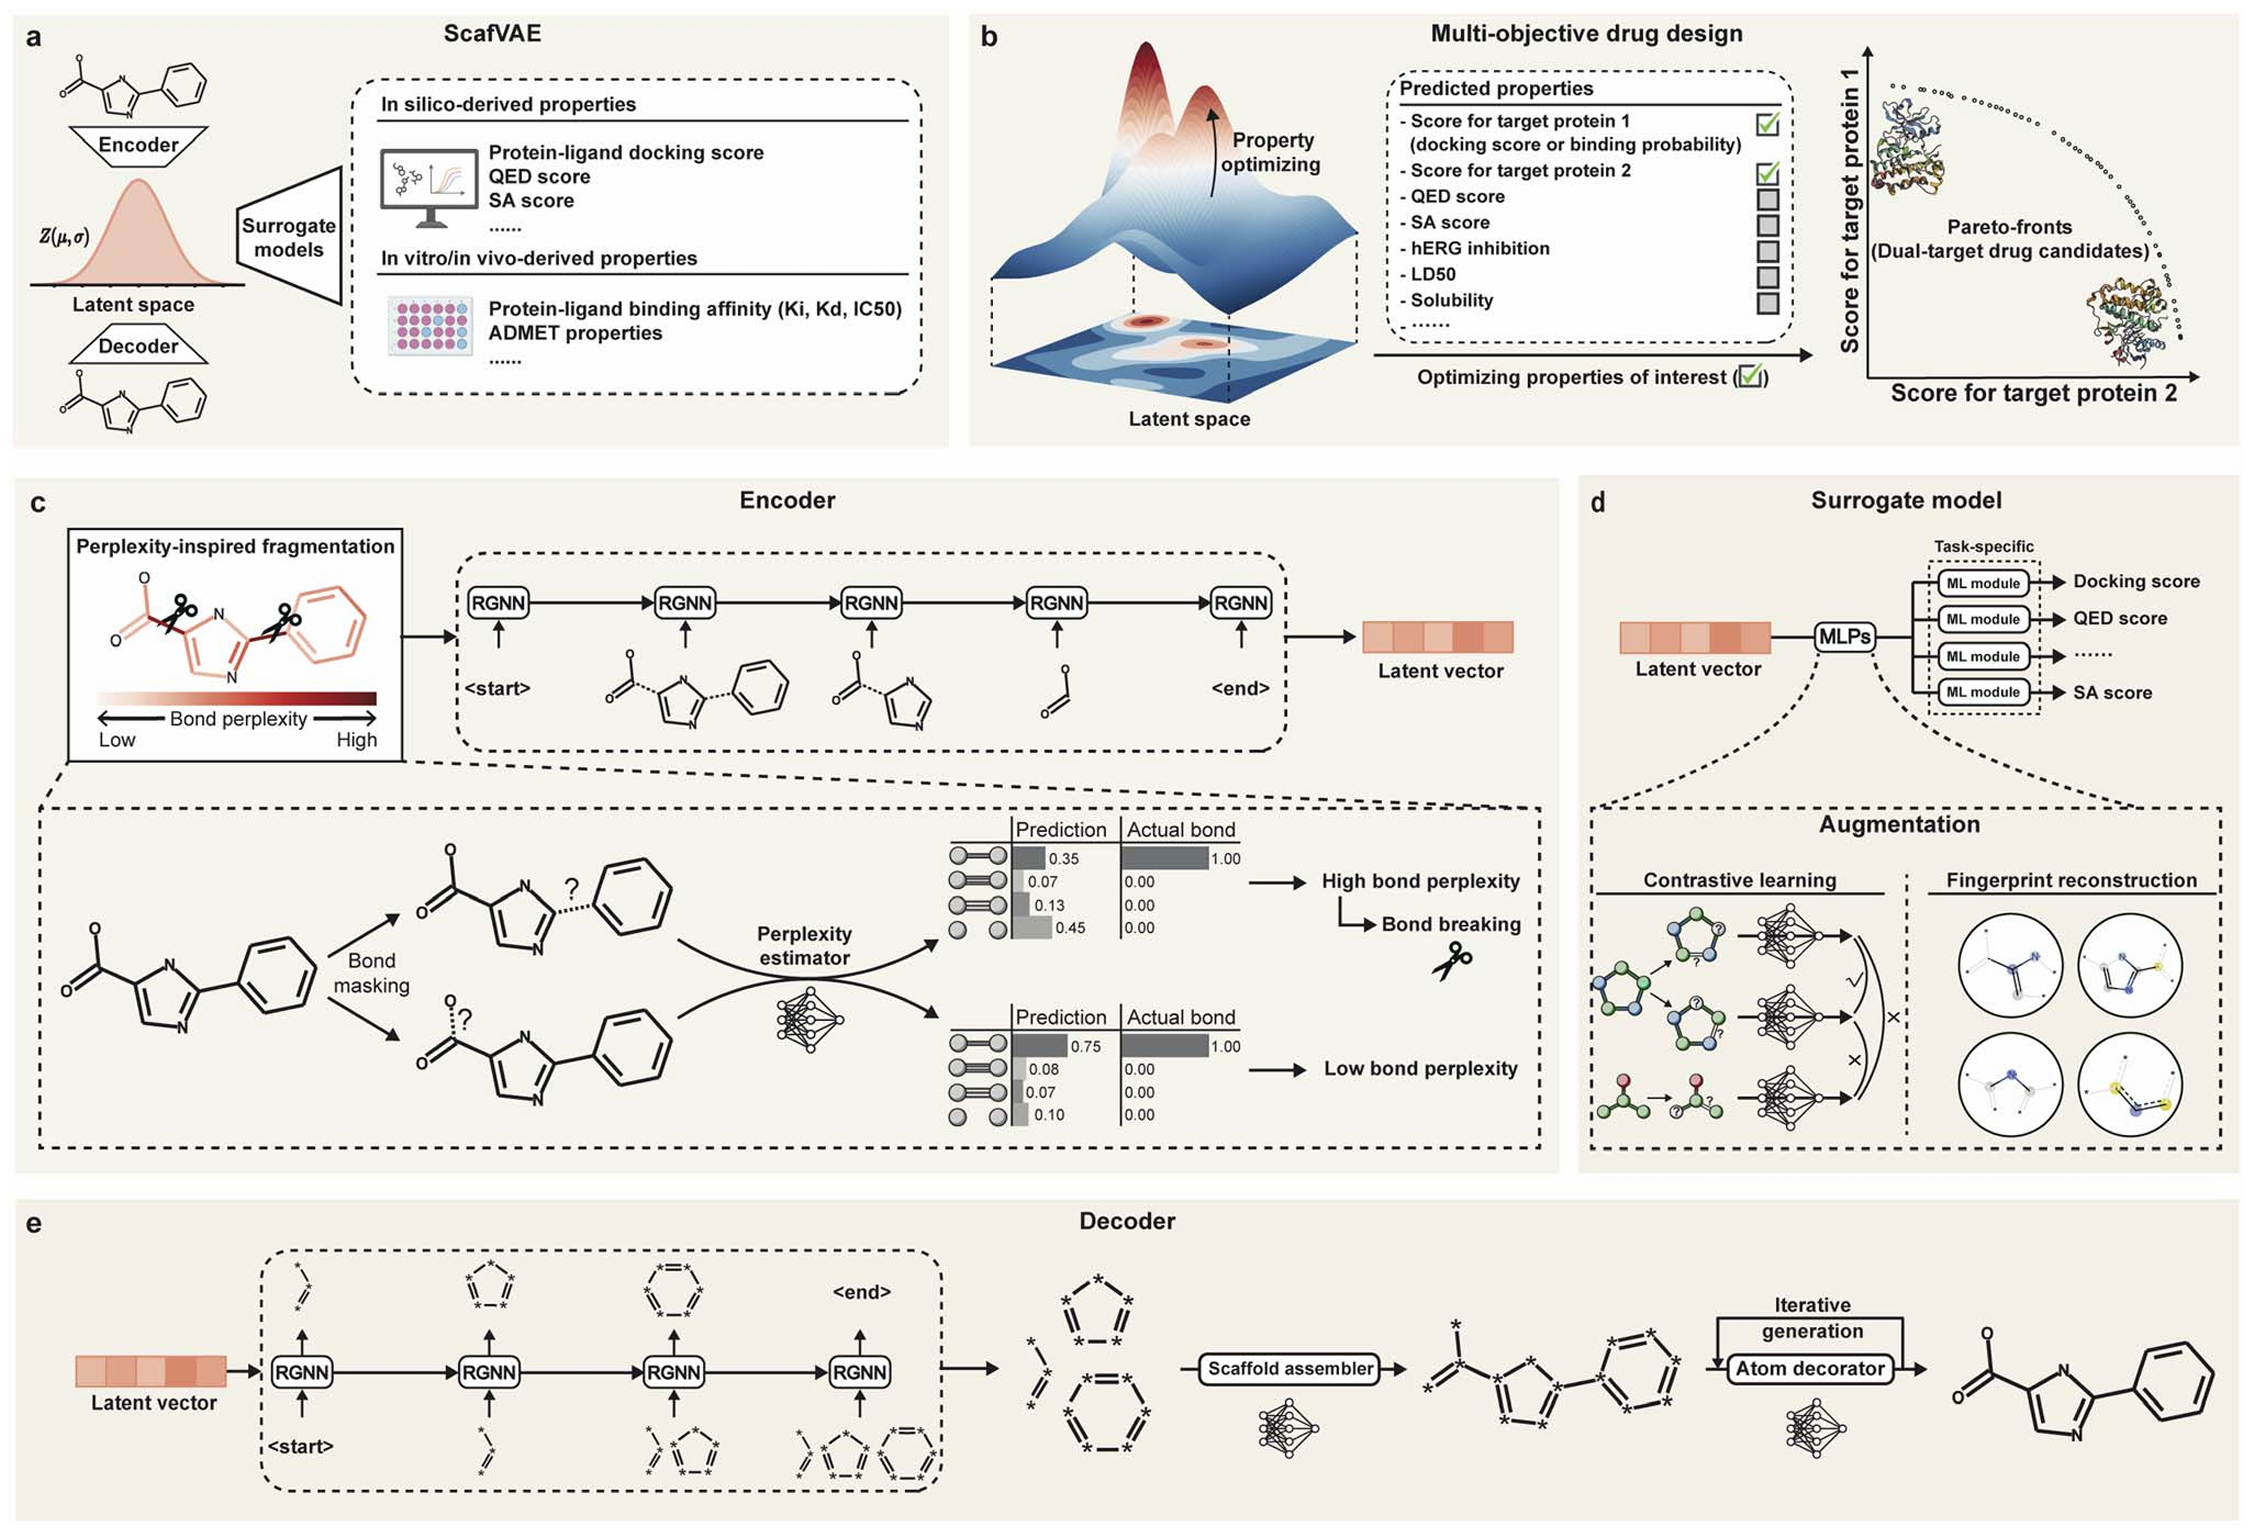 a
ScafVAE
O
O
N
N
Encoder
Z(μ,σ)
Latent space
Decoder
O
O
N
N
Surrogate
models
In silico-derived properties
Protein-ligand docking score
QED score
SA score
......
In vitro/in vivo-derived properties
Protein-ligand binding affinity (Ki, Kd, IC50)
ADMET properties
......
b
Multi-objective drug design
Property
optimizing
Latent space
Predicted properties
- Score for target protein 1
(docking score or binding probability)
- Score for target protein 2
- QED score
- SA score
- hERG inhibition
- LD50
- Solubility
- ......
Optimizing properties of interest ( )
Score for target protein 1
Pareto-fronts
(Dual-target drug candidates)
Score for target protein 2
c
Encoder
Perplexity-inspired fragmentation
O
O
N
N
Bond perplexity
Low
High
RGNN
RGNN
RGNN
RGNN
RGNN
<start>
O
O
N
N
O
O
N
N
O
O
<end>
Latent vector
O
O
N
N
Bond
masking
O
O
N
N
?
O
?
O
N
N
Perplexity
estimator
Prediction
Actual bond
0.35
1.00
0.07
0.00
0.13
0.00
0.45
0.00
High bond perplexity
Bond breaking
Prediction
Actual bond
0.75
1.00
0.08
0.00
0.07
0.00
0.10
0.00
Low bond perplexity
d
Surrogate model
Latent vector
MLPs
Task-specific
ML module
Docking score
ML module
QED score
ML module
......
ML module
SA score
Augmentation
Contrastive learning
?
?
?
?
?
?
Fingerprint reconstruction
N
N
N
N
e
Decoder
Latent vector
<end>
RGNN
RGNN
RGNN
RGNN
<start>
Scaffold assembler
Iterative
generation
Atom decorator
O
O
N
N